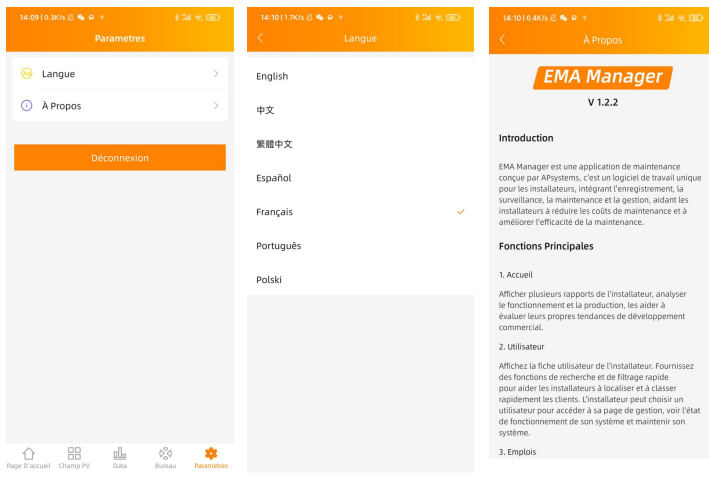 14:09 | 0.3K/s
Parametres
Langue
À Propos
Déconnexion
Page D'accueil
Champ PV
Data
Bureau
Parametres
14:10 | 1.7K/s
Langue
English
中文
繁體中文
Español
Français
Português
Polski
14:10 | 0.4K/s
À Propos
EMA Manager
V 1.2.2
Introduction
EMA Manager est une application de maintenance
conçue par APsystems, c'est un logiciel de travail unique
pour les installateurs, intégrant l'enregistrement, la
surveillance, la maintenance et la gestion, aidant les
installateurs à réduire les coûts de maintenance et à
améliorer l'efficacité de la maintenance.
Fonctions Principales
1. Accueil
Afficher plusieurs rapports de l'installateur, analyser
le fonctionnement et la production, les aider à
évaluer leurs propres tendances de développement
commercial.
2. Utilisateur
Affichez la fiche utilisateur de l'installateur. Fournissez
des fonctions de recherche et de filtrage rapide
pour aider les installateurs à localiser et à classer
rapidement les clients. L'installateur peut choisir un
utilisateur pour accéder à sa page de gestion, voir l'état
de fonctionnement de son système et maintenir son
système.
3. Emplois